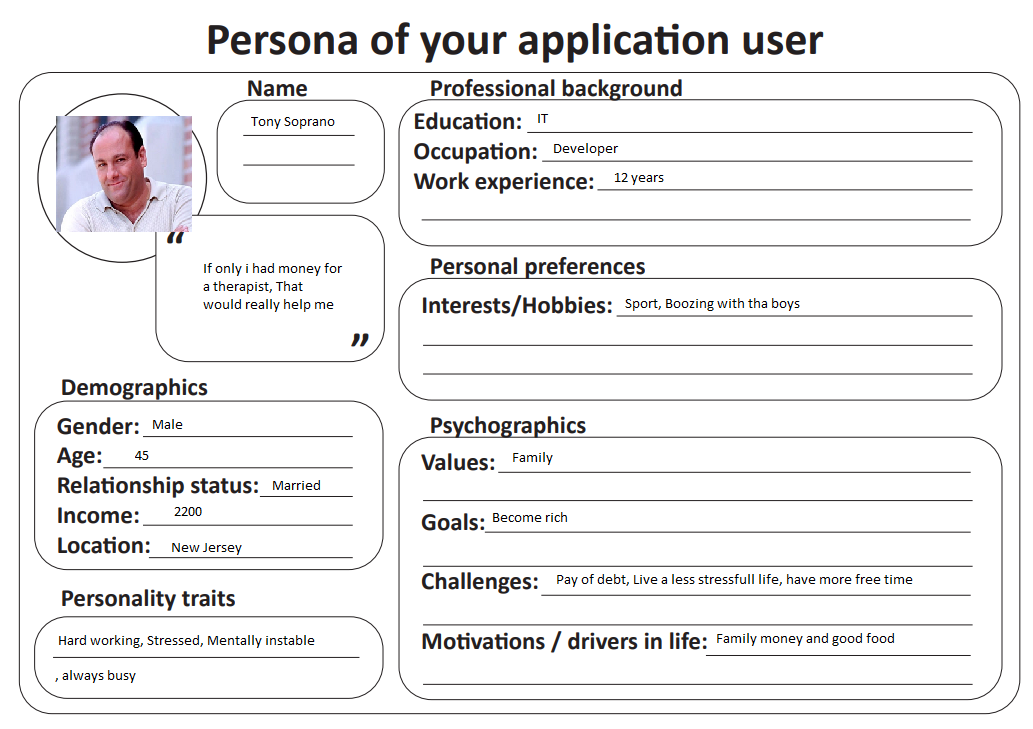 Persona of your application user
Name
Tony Soprano
“
If only i had money for
a therapist, That
would really help me
”
Demographics
Gender: Male
Age: 45
Relationship status: Married
Income: 2200
Location: New Jersey
Personality traits
Hard working, Stressed, Mentally instable
, always busy
Professional background
Education: IT
Occupation: Developer
Work experience: 12 years
Personal preferences
Interests/Hobbies: Sport, Boozing with tha boys
Psychographics
Values: Family
Goals: Become rich
Challenges: Pay of debt, Live a less stressfull life, have more free time
Motivations / drivers in life: Family money and good food